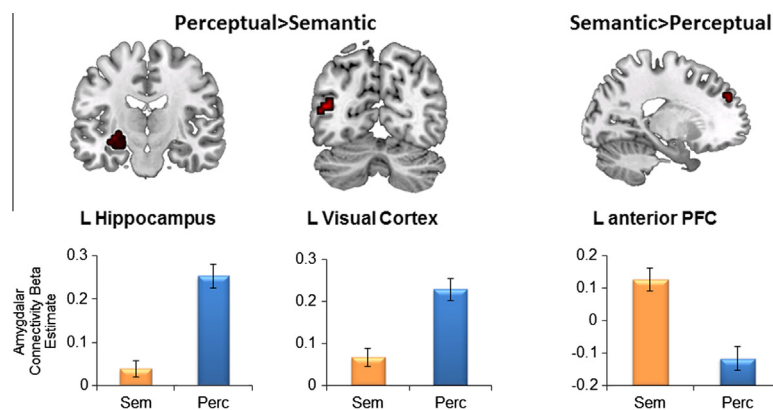 Perceptual>Semantic
Semantic>Perceptual
L Hippocampus
L Visual Cortex
L anterior PFC
Amygdalar
Connectivity Beta
Estimate
0.3
0.2
0.1
0
Sem
Perc
0.3
0.2
0.1
0
Sem
Perc
0.2
0.1
0
-0.1
-0.2
Sem
Perc